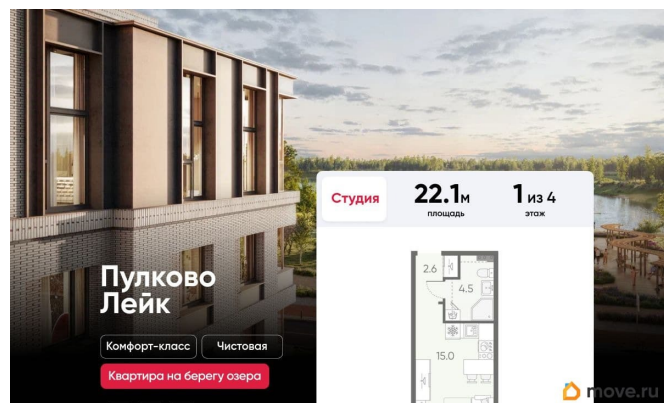 Студия
22.1м
площадь
1 из 4
этаж
Пулково
Лейк
Комфорт-класс
Чистовая
Квартира на берегу озера
2.6
4.5
15.0
move.ru